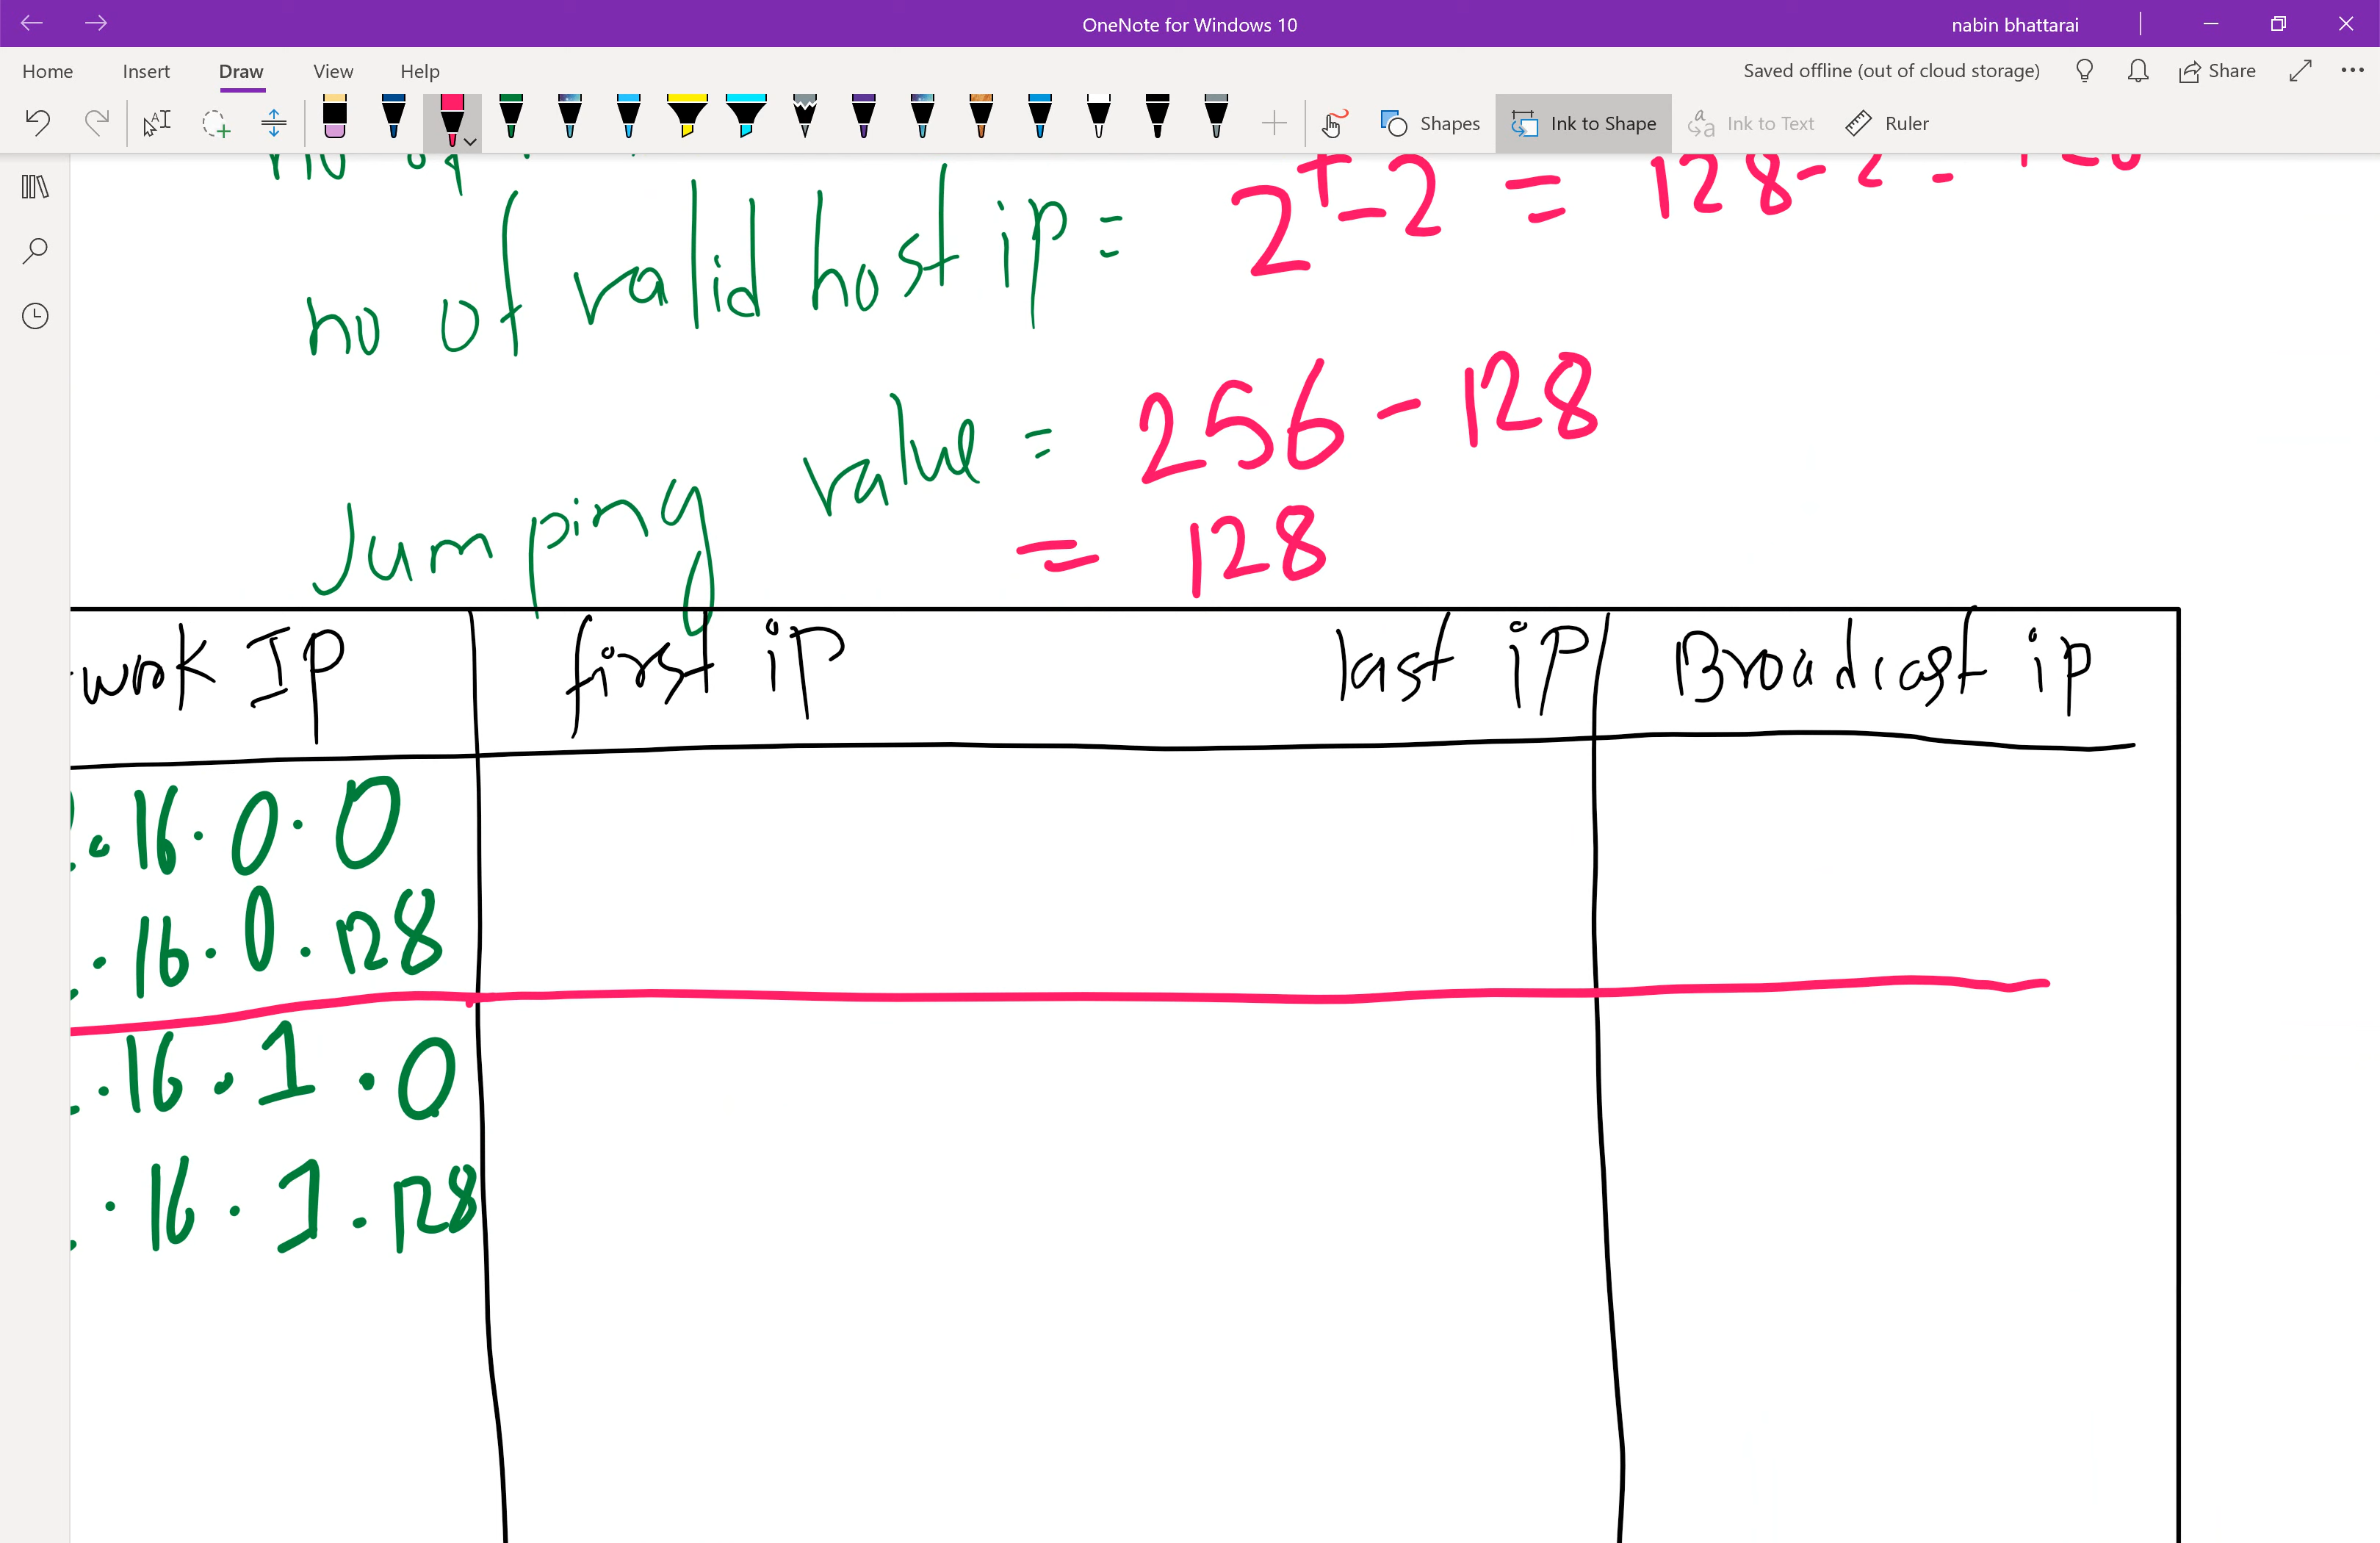 OneNote for Windows 10
nabin bhattarai
Home Insert Draw View Help
Saved offline (out of cloud storage) Share
Shapes Ink to Shape Ink to Text Ruler
no of valid host ip = 2^7-2 = 128-2 =
Jumping value = 256 - 128
= 128
work IP first iP last iP Broadcast ip
.16.0.0
.16.0.128
.16.1.0
.16.1.128